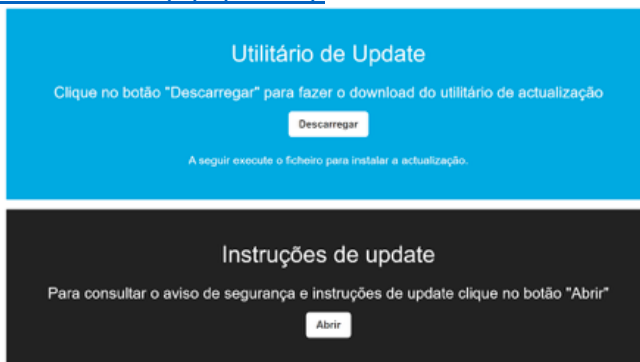 Utilitário de Update
Clique no botão "Descarregar" para fazer o download do utilitário de actualização
Descarregar
A seguir execute o ficheiro para instalar a actualização.
Instruções de update
Para consultar o aviso de segurança e instruções de update clique no botão "Abrir"
Abrir